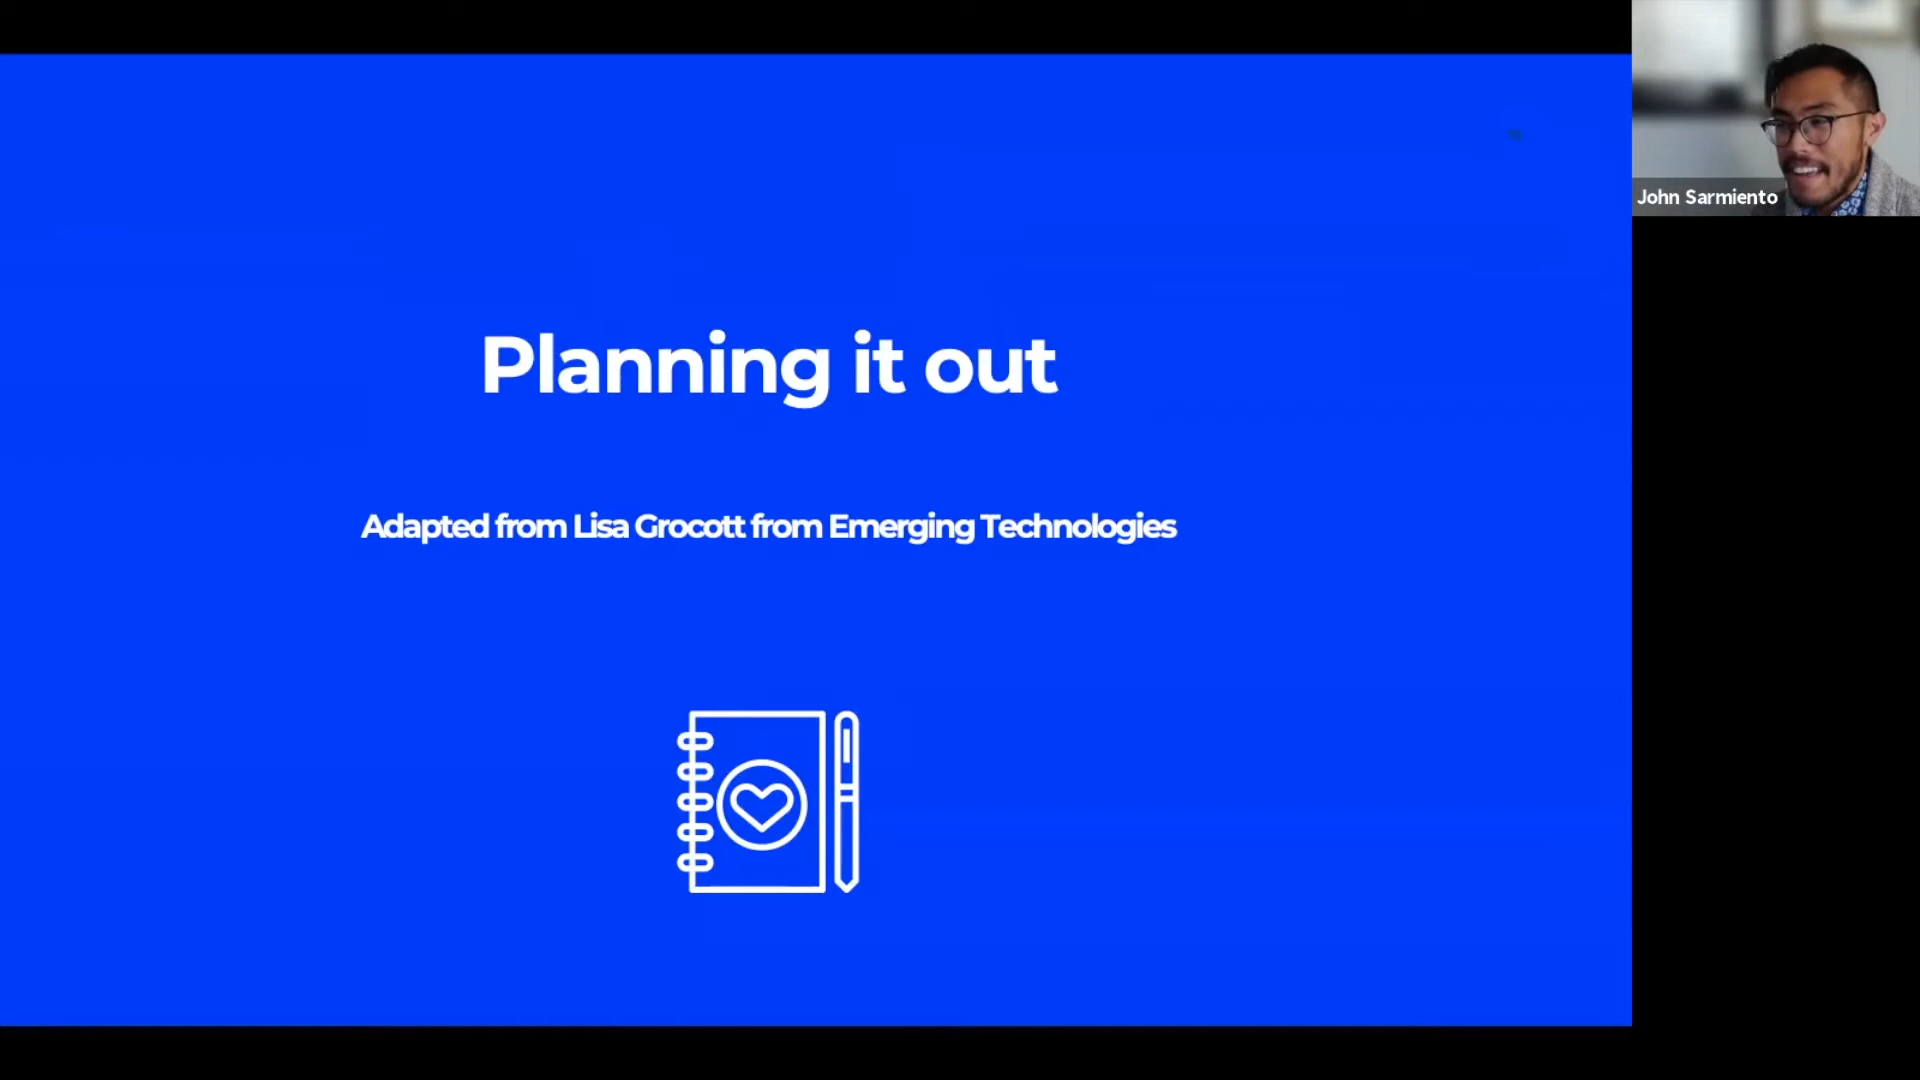 Planning it out
Adapted from Lisa Grocott from Emerging Technologies
John Sarmiento